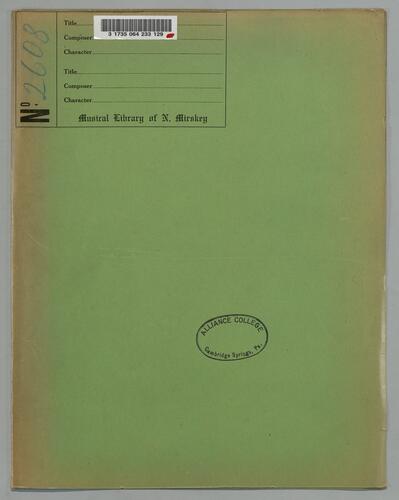 Title
3 1735 064 233 129
Composer
Character
Title
Composer
Character
Musical Library of N. Mirskey
No. 2608
ALLIANCE COLLEGE
Cambridge Springs, Pa.